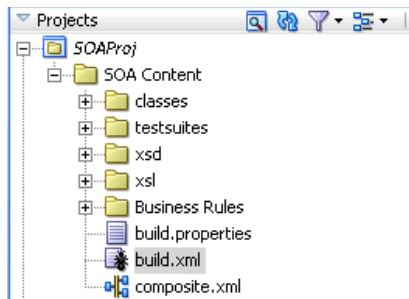 Projects
SOAProj
SOA Content
classes
testsuites
xsd
xsl
Business Rules
build.properties
build.xml
composite.xml